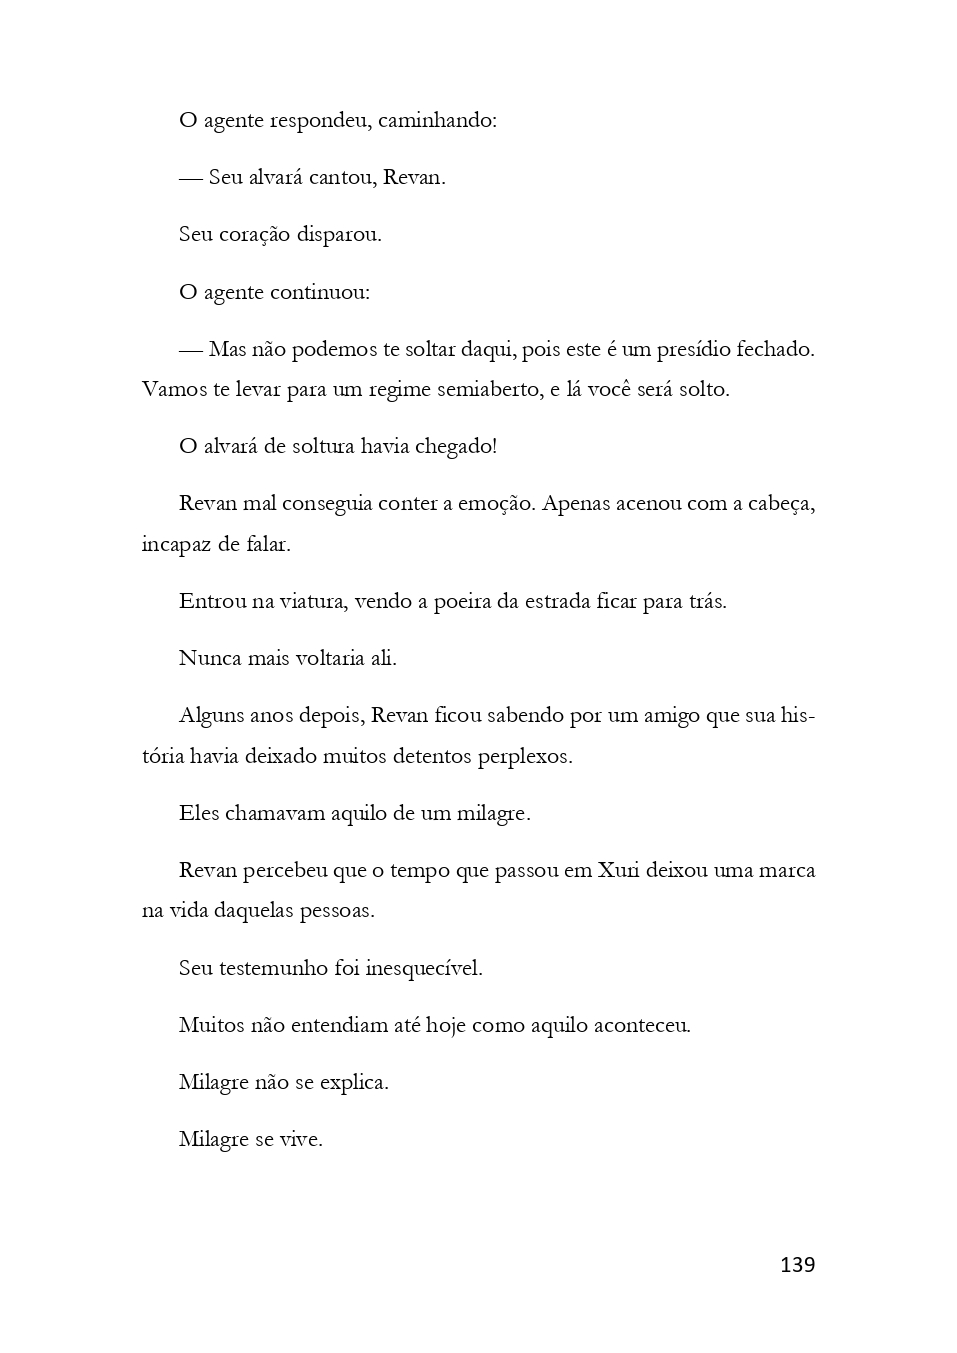 O agente respondeu, caminhando:
— Seu alvará cantou, Revan.
Seu coração disparou.
O agente continuou:
— Mas não podemos te soltar daqui, pois este é um presídio fechado.
Vamos te levar para um regime semiaberto, e lá você será solto.
O alvará de soltura havia chegado!
Revan mal conseguia conter a emoção. Apenas acenou com a cabeça,
incapaz de falar.
Entrou na viatura, vendo a poeira da estrada ficar para trás.
Nunca mais voltaria ali.
Alguns anos depois, Revan ficou sabendo por um amigo que sua his-
tória havia deixado muitos detentos perplexos.
Eles chamavam aquilo de um milagre.
Revan percebeu que o tempo que passou em Xuri deixou uma marca
na vida daquelas pessoas.
Seu testemunho foi inesquecível.
Muitos não entendiam até hoje como aquilo aconteceu.
Milagre não se explica.
Milagre se vive.
139